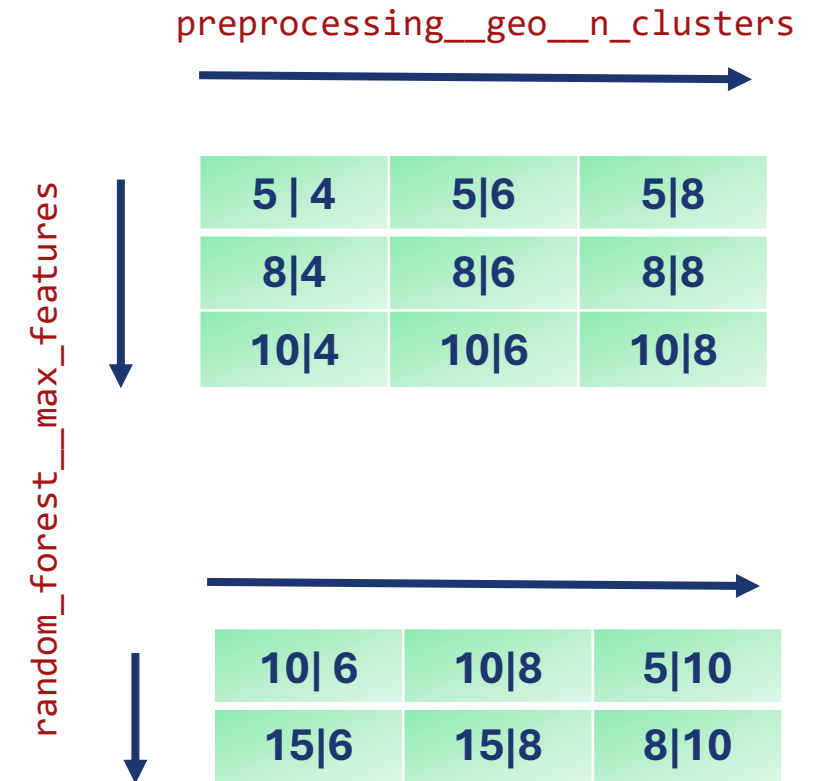 preprocessing__geo__n_clusters
random_forest__max_features
5 | 4 5|6 5|8
8|4 8|6 8|8
10|4 10|6 10|8
10| 6 10|8 5|10
15|6 15|8 8|10